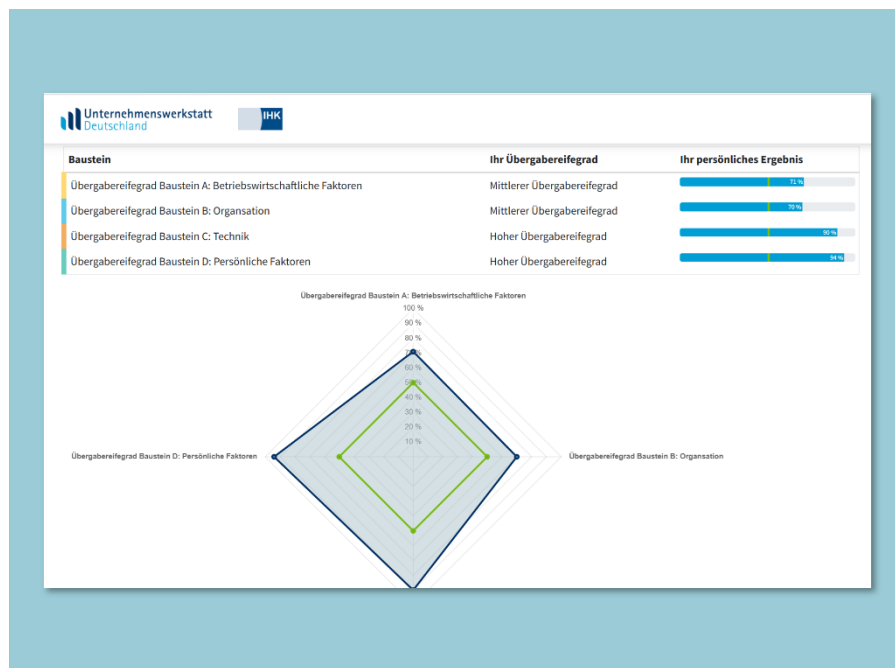 Unternehmenswerkstatt
Deutschland
IHK
Baustein Ihr Übergabereifegrad Ihr persönliches Ergebnis
Übergabereifegrad Baustein A: Betriebswirtschaftliche Faktoren Mittlerer Übergabereifegrad 71 %
Übergabereifegrad Baustein B: Organsation Mittlerer Übergabereifegrad 70 %
Übergabereifegrad Baustein C: Technik Hoher Übergabereifegrad 90 %
Übergabereifegrad Baustein D: Persönliche Faktoren Hoher Übergabereifegrad 94 %
Übergabereifegrad Baustein A: Betriebswirtschaftliche Faktoren
100 %
90 %
80 %
70 %
60 %
50 %
40 %
30 %
20 %
10 %
Übergabereifegrad Baustein D: Persönliche Faktoren
Übergabereifegrad Baustein B: Organsation